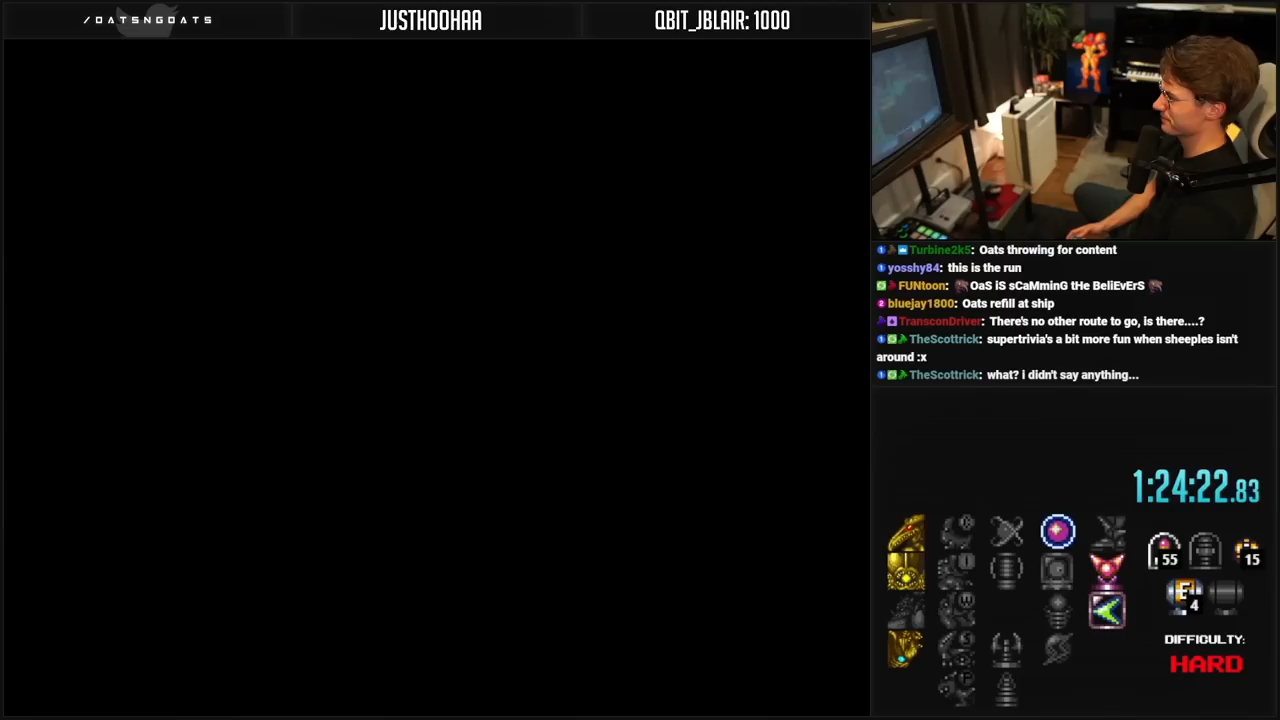 /OATSNGOATS
JUSTHOOHAA
QBIT_JBLAIR: 1000
Turbine2k5: Oats throwing for content
yosshy84: this is the run
FUNtoon: OaS iS sCaMminG tHe BeliEvErS
bluejay1800: Oats refill at ship
TransconDriver: There's no other route to go, is there....?
TheScottrick: supertrivia's a bit more fun when sheeples isn't
around :x
TheScottrick: what? i didn't say anything...
1:24:22.83
55
15
4
DIFFICULTY:
HARD